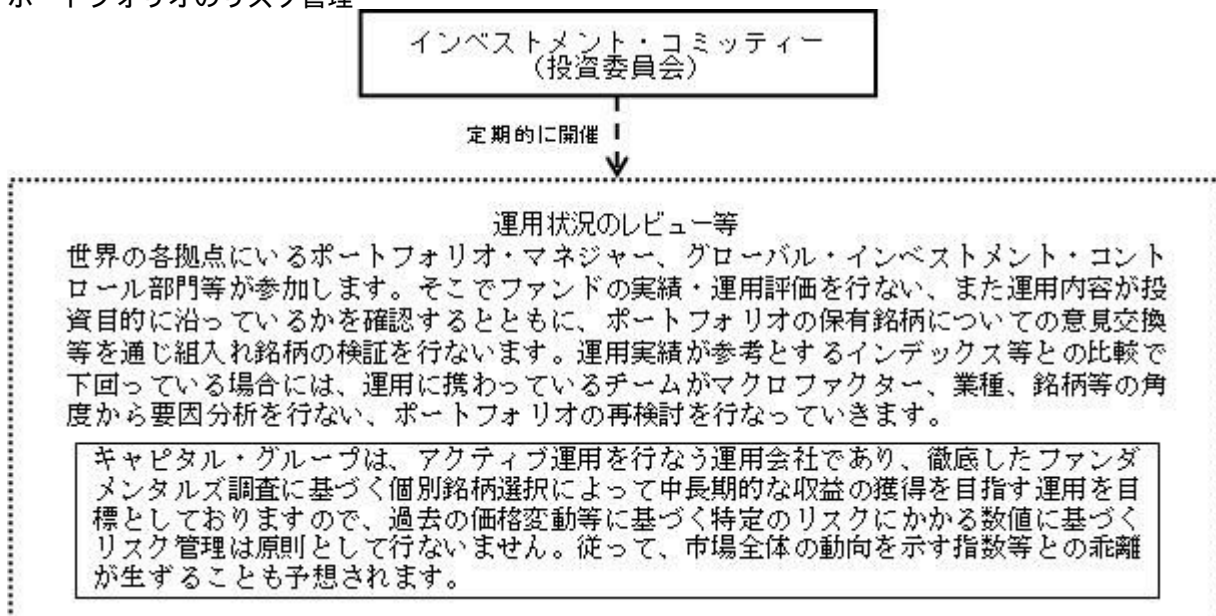 ポートフォリオのリスク管理
インベストメント・コミッティー
（投資委員会）
定期的に開催
運用状況のレビュー等
世界の各拠点にいるポートフォリオ・マネジャー、グローバル・インベストメント・コント
ロール部門等が参加します。そこでファンドの実績・運用評価を行ない、また運用内容が投
資目的に沿っているかを確認するとともに、ポートフォリオの保有銘柄についての意見交換
等を通じ組入れ銘柄の検証を行ないます。運用実績が参考とするインデックス等との比較で
下回っている場合には、運用に携わっているチームがマクロファクター、業種、銘柄等の角
度から要因分析を行ない、ポートフォリオの再検討を行なっていきます。
キャピタル・グループは、アクティブ運用を行なう運用会社であり、徹底したファンダ
メンタルズ調査に基づく個別銘柄選択によって中長期的な収益の獲得を目指す運用を目
標としておりますので、過去の価格変動等に基づく特定のリスクにかかる数値に基づく
リスク管理は原則として行ないません。従って、市場全体の動向を示す指数等との乖離
が生ずることも予想されます。